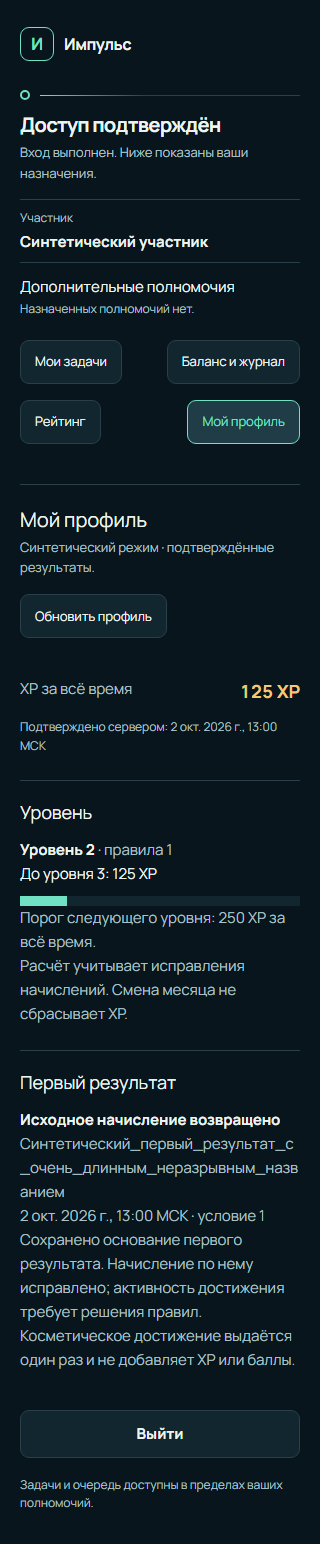 И Импульс
Доступ подтверждён
Вход выполнен. Ниже показаны ваши
назначения.
Участник
Синтетический участник
Дополнительные полномочия
Назначенных полномочий нет.
Мои задачи
Баланс и журнал
Рейтинг
Мой профиль
Мой профиль
Синтетический режим · подтверждённые
результаты.
Обновить профиль
XP за всё время
125 XP
Подтверждено сервером: 2 окт. 2026 г., 13:00
МСК
Уровень
Уровень 2 · правила 1
До уровня 3: 125 XP
Порог следующего уровня: 250 XP за
всё время.
Расчёт учитывает исправления
начислений. Смена месяца не
сбрасывает XP.
Первый результат
Исходное начисление возвращено
Синтетический_первый_результат_с
_очень_длинным_неразрывным_назв
анием
2 окт. 2026 г., 13:00 МСК · условие 1
Сохранено основание первого
результата. Начисление по нему
исправлено; активность достижения
требует решения правил.
Косметическое достижение выдаётся
один раз и не добавляет XP или баллы.
Выйти
Задачи и очередь доступны в пределах ваших
полномочий.